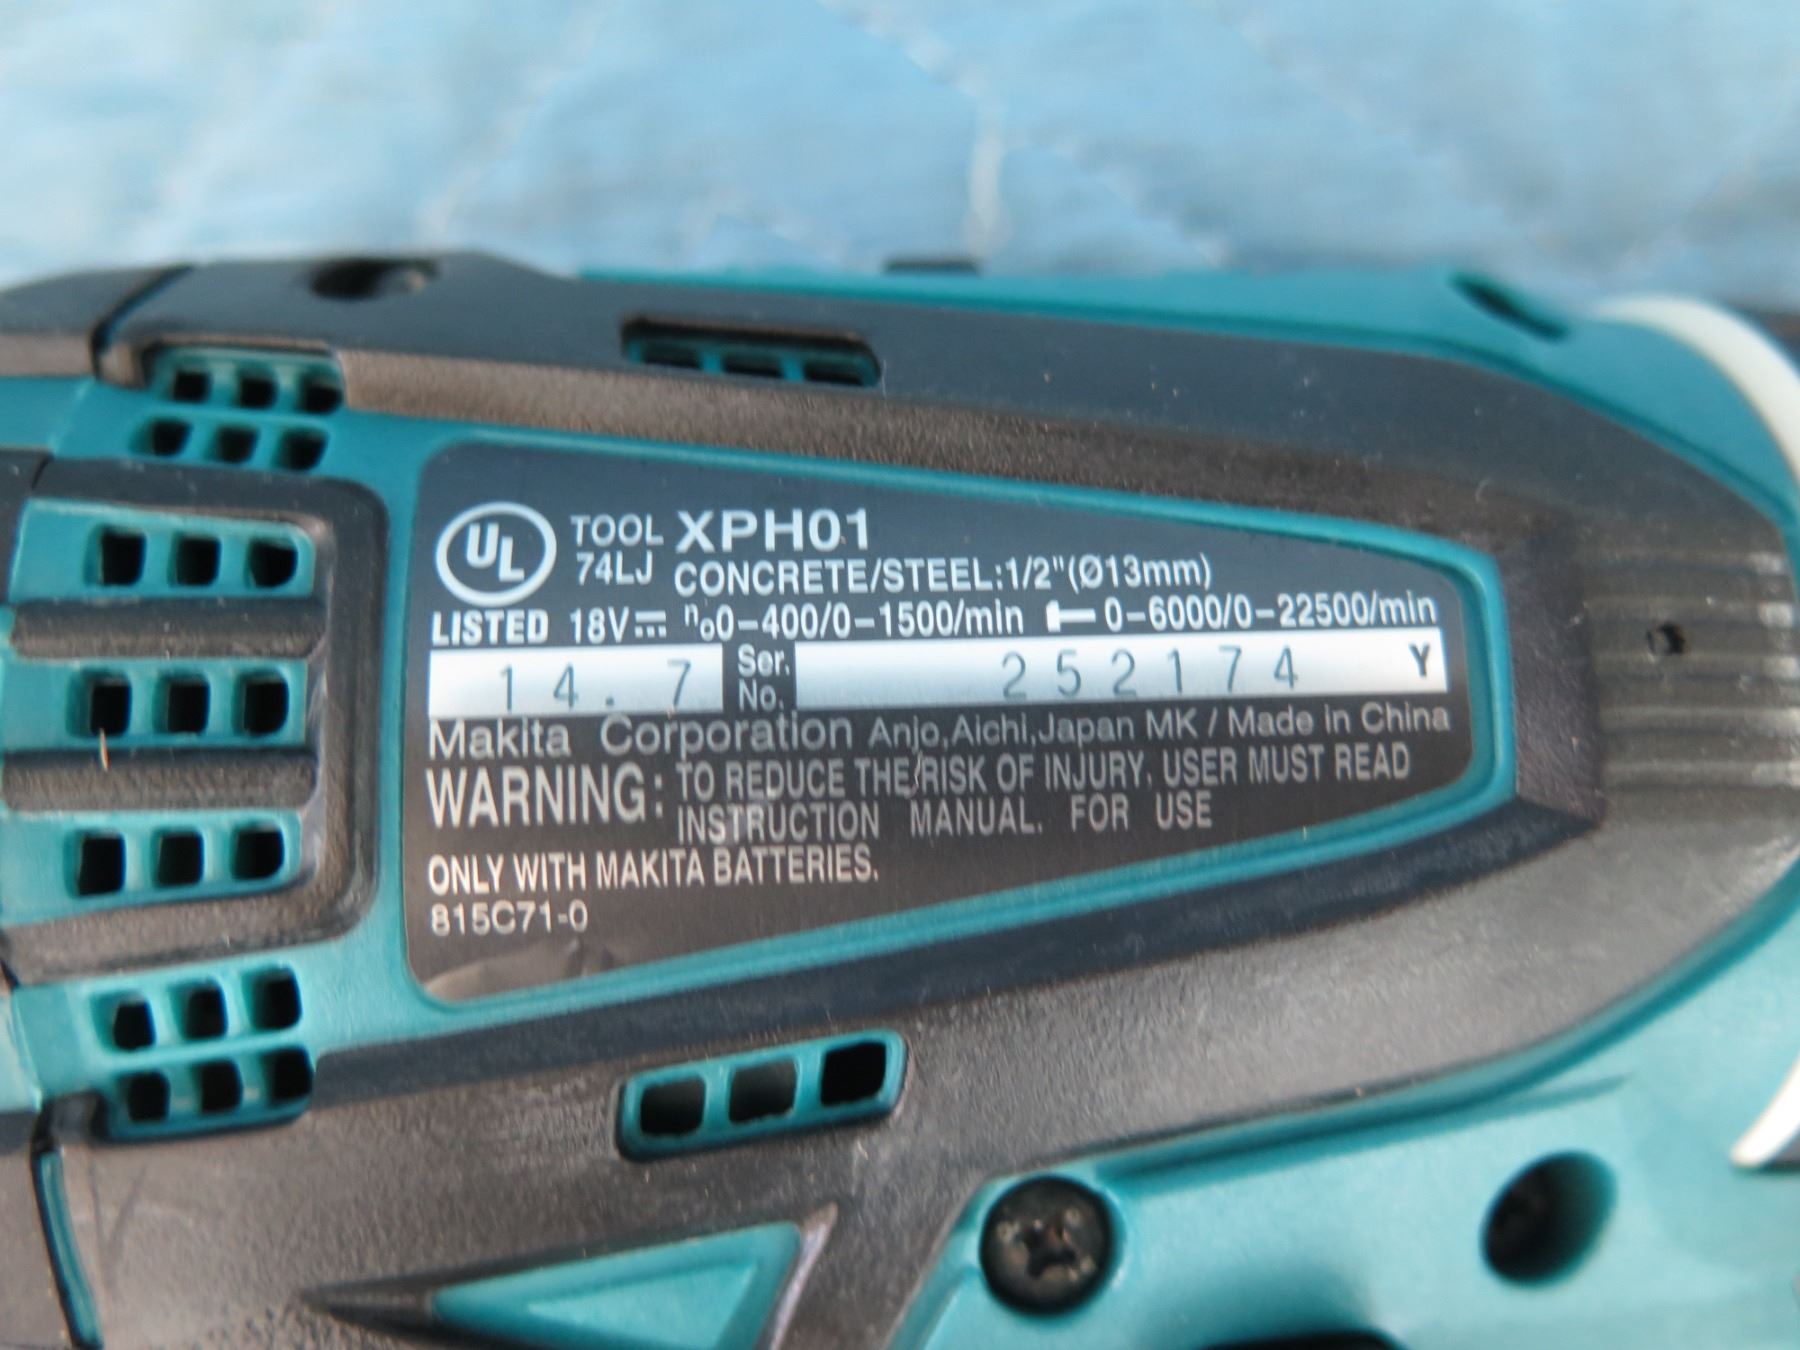 UL TOOL XPH01
74LJ CONCRETE/STEEL:1/2"(Ø13mm)
LISTED 18V⎓ n₀0-400/0-1500/min 0-6000/0-22500/min
14.7 Ser. No. 252174 Y
Makita Corporation Anjo,Aichi,Japan MK / Made in China
WARNING: TO REDUCE THE RISK OF INJURY, USER MUST READ
INSTRUCTION MANUAL. FOR USE
ONLY WITH MAKITA BATTERIES.
815C71-0